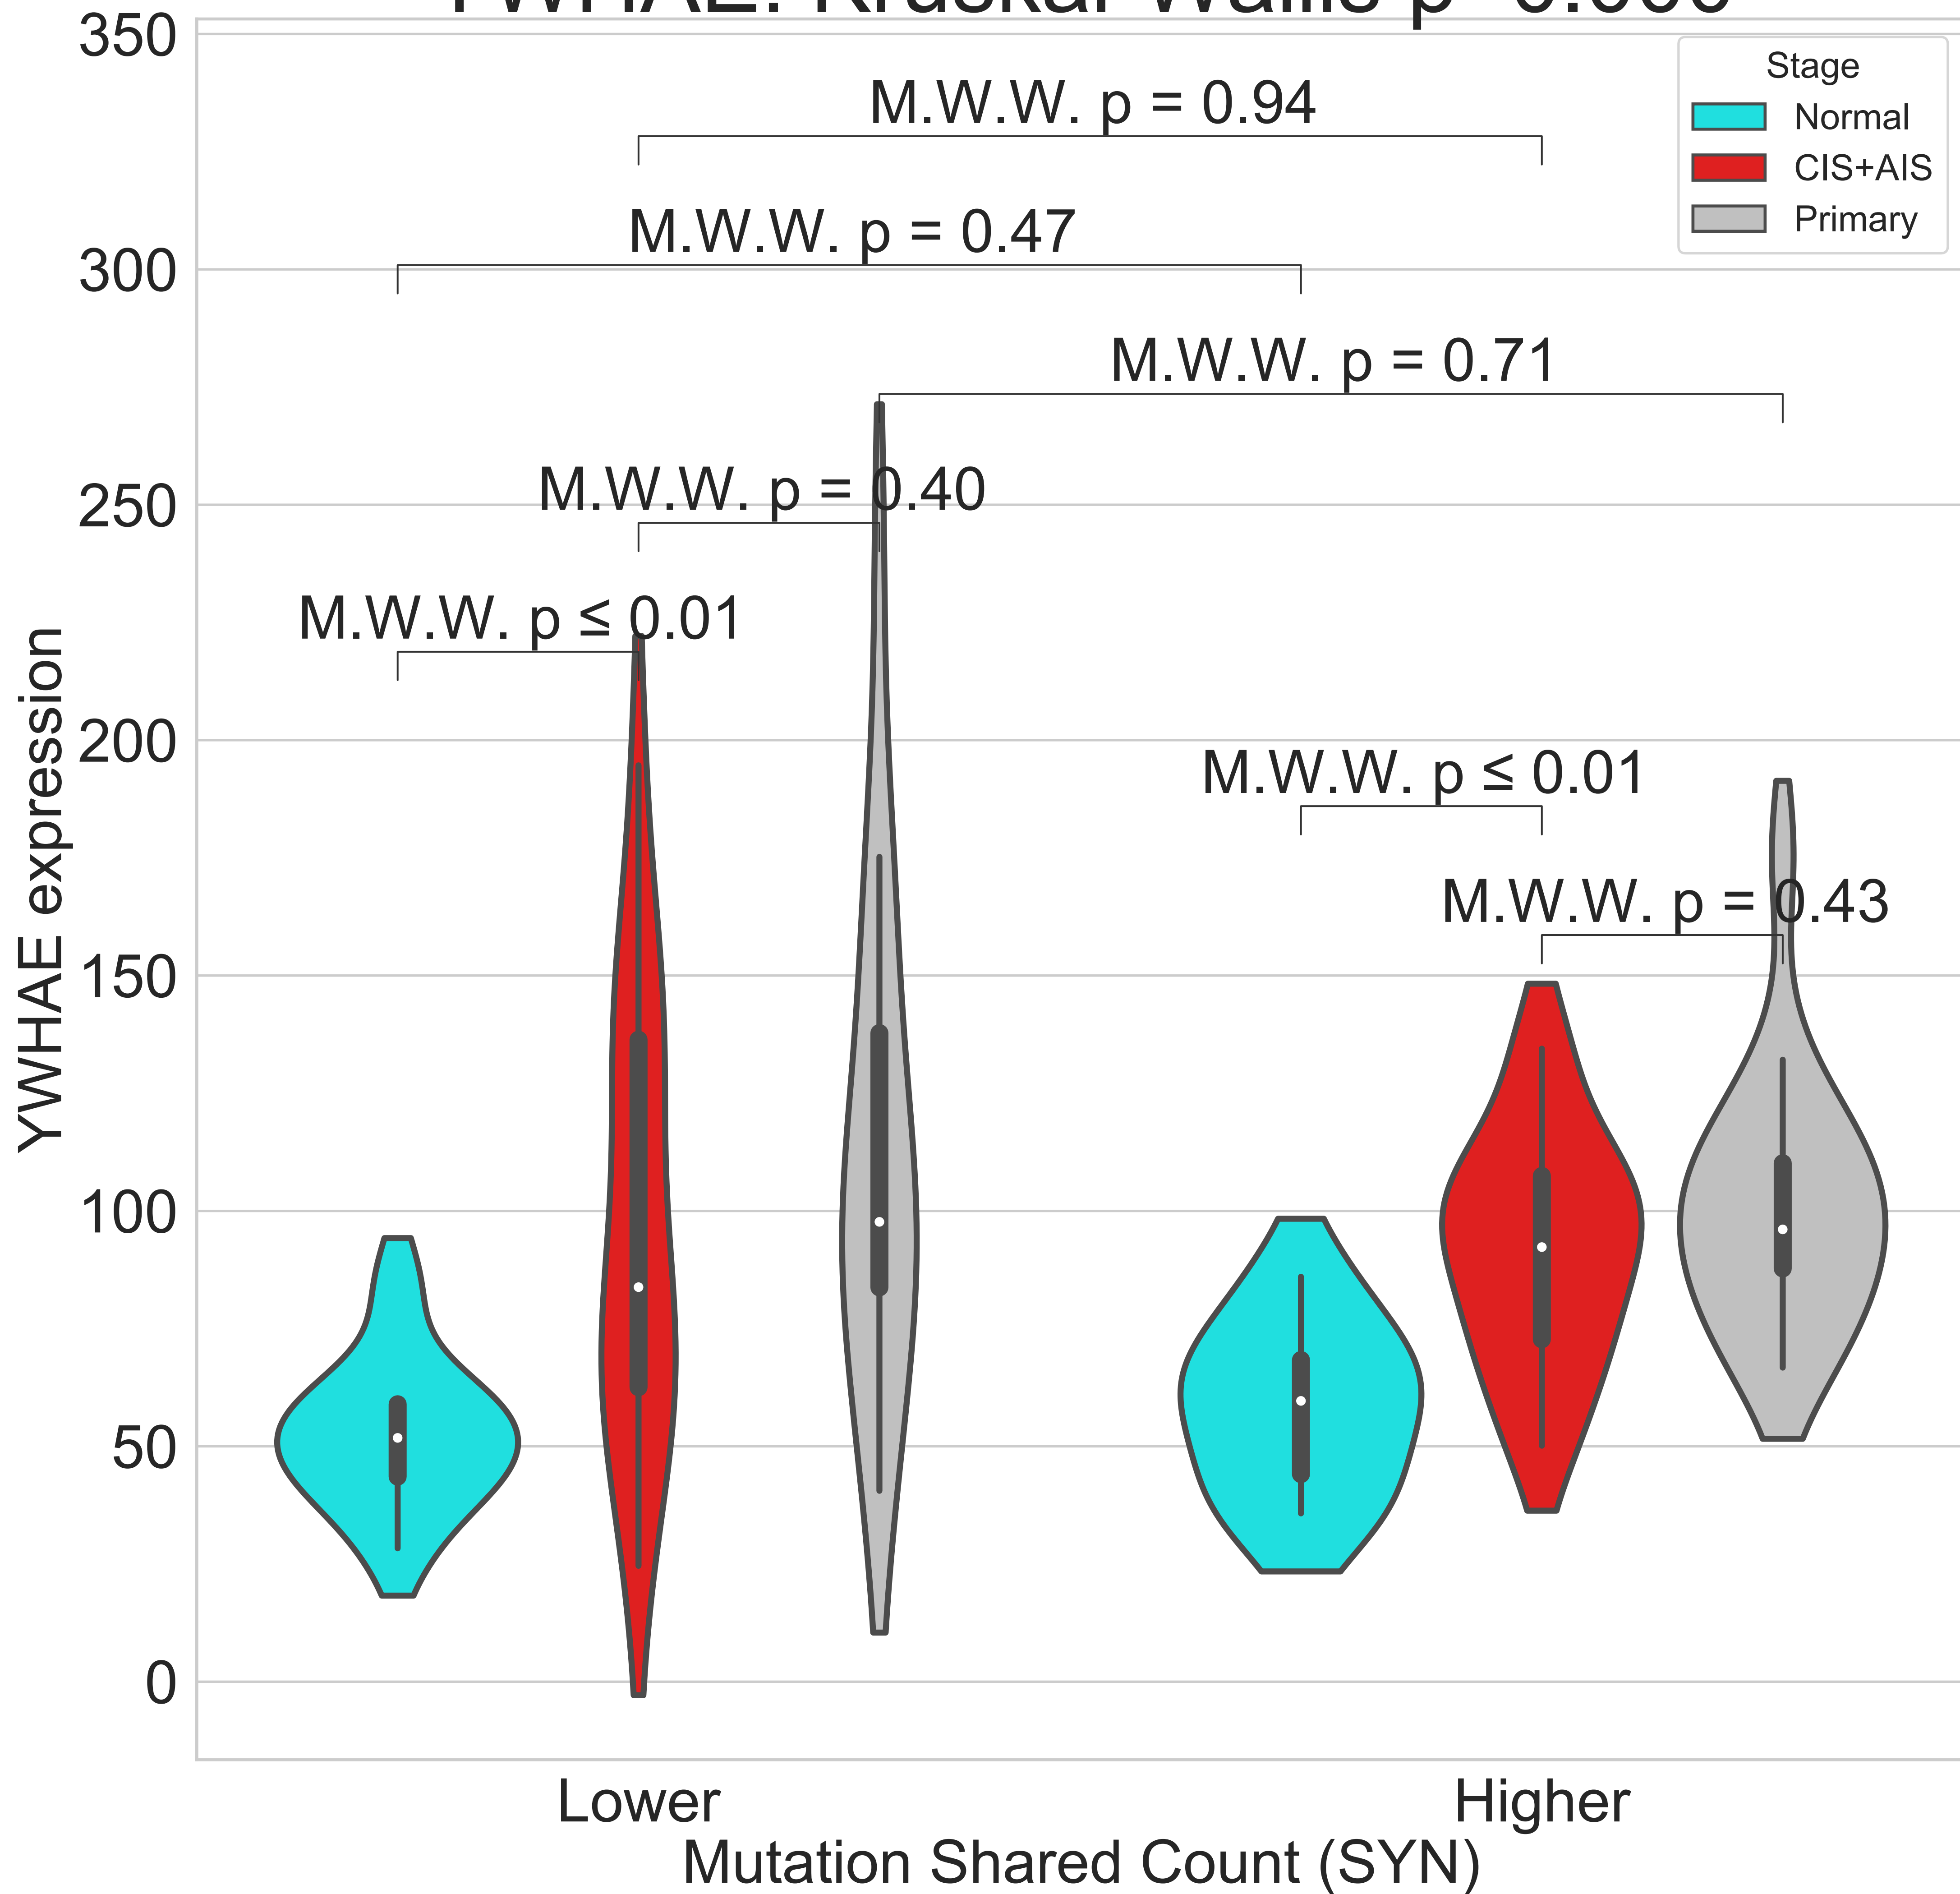 350
300
250
200
150
100
50
0
YWHAE expression
M.W.W. p = 0.94
M.W.W. p = 0.47
M.W.W. p = 0.71
M.W.W. p = 0.40
M.W.W. p ≤ 0.01
M.W.W. p ≤ 0.01
M.W.W. p = 0.43
Stage
Normal
CIS+AIS
Primary
Lower
Higher
Mutation Shared Count (SYN)